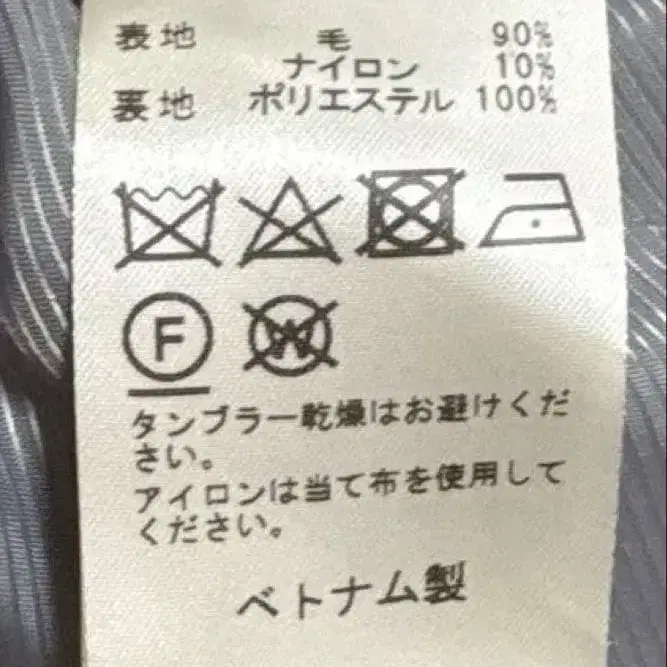 表地 毛 90%
ナイロン 10%
裏地 ポリエステル 100%
F W
タンブラー乾燥はお避けくだ
さい。
アイロンは当て布を使用して
ください。
ベトナム製